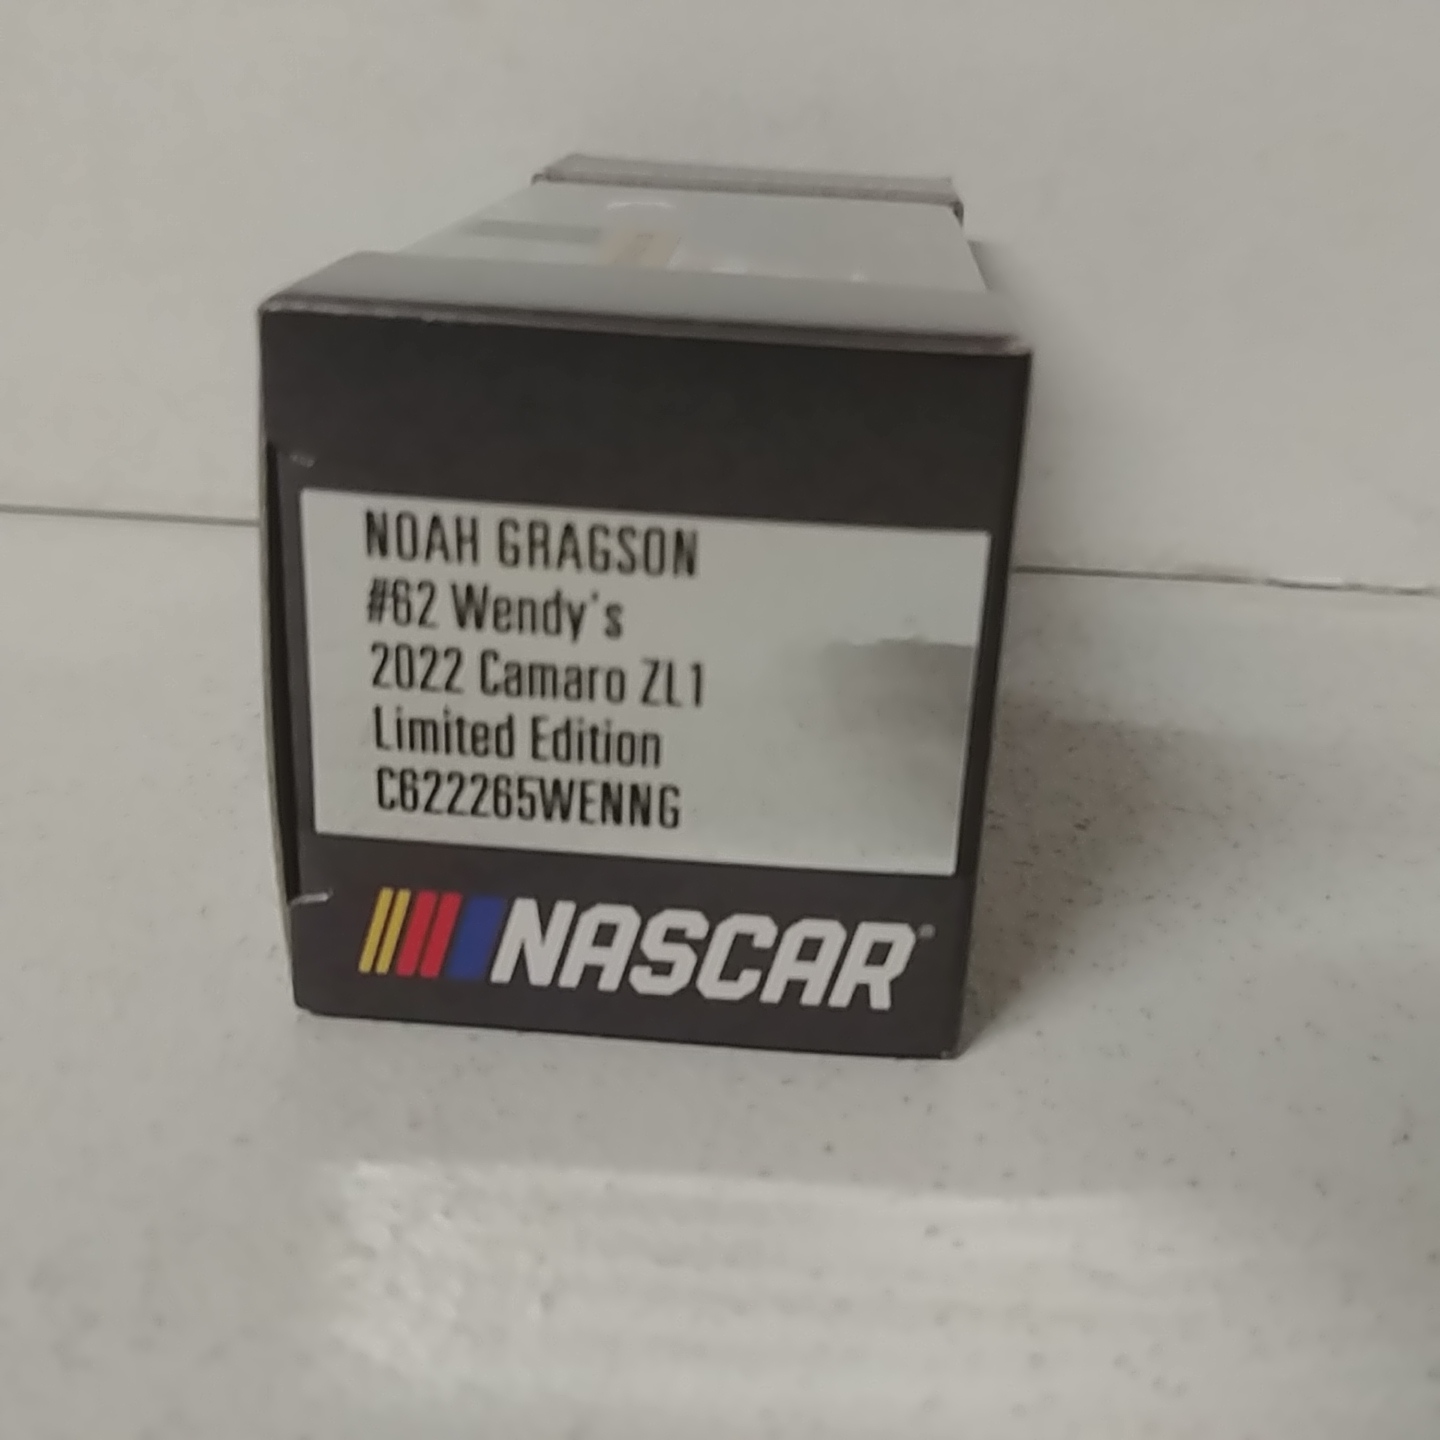 NOAH GRAGSON
#62 Wendy's
2022 Camaro ZL1
Limited Edition
C622265WENNG
NASCAR